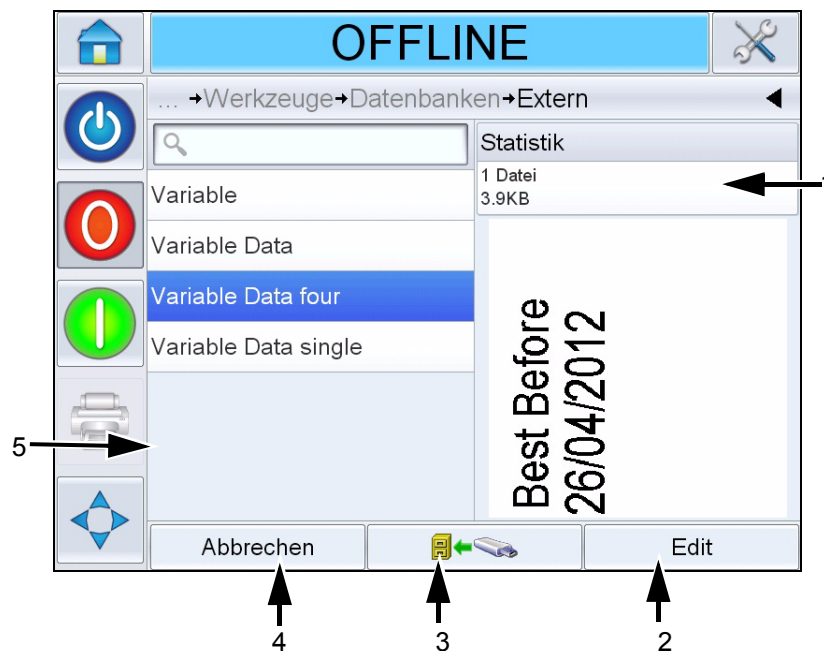 OFFLINE
... →Werkzeuge→Datenbanken→Extern
Statistik
1 Datei
3.9KB
Variable
Variable Data
Variable Data four
Variable Data single
Best Before
26/04/2012
5
Abbrechen
Edit
4
3
2